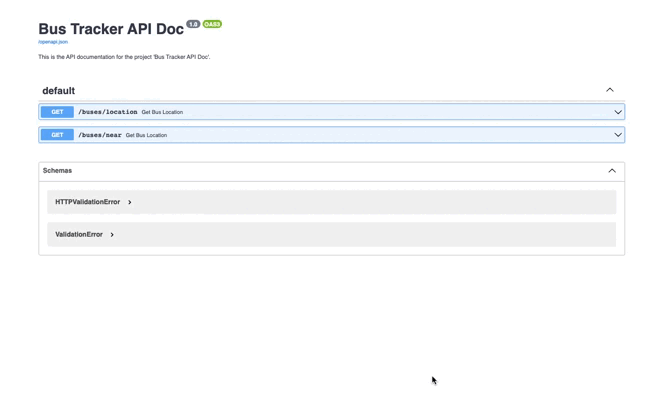 Bus Tracker API Doc 1.0 OAS3
/openapi.json
This is the API documentation for the project 'Bus Tracker API Doc'.
default
GET /buses/location Get Bus Location
GET /buses/near Get Bus Location
Schemas
HTTPValidationError
ValidationError